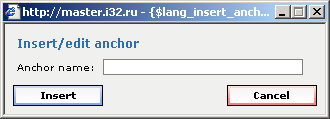 http://master.i32.ru - {$lang_insert_anch...
Insert/edit anchor
Anchor name:
Insert Cancel